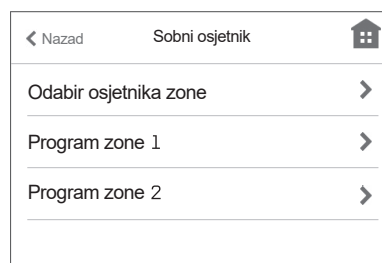 Nazad Sobni osjetnik
Odabir osjetnika zone
Program zone 1
Program zone 2